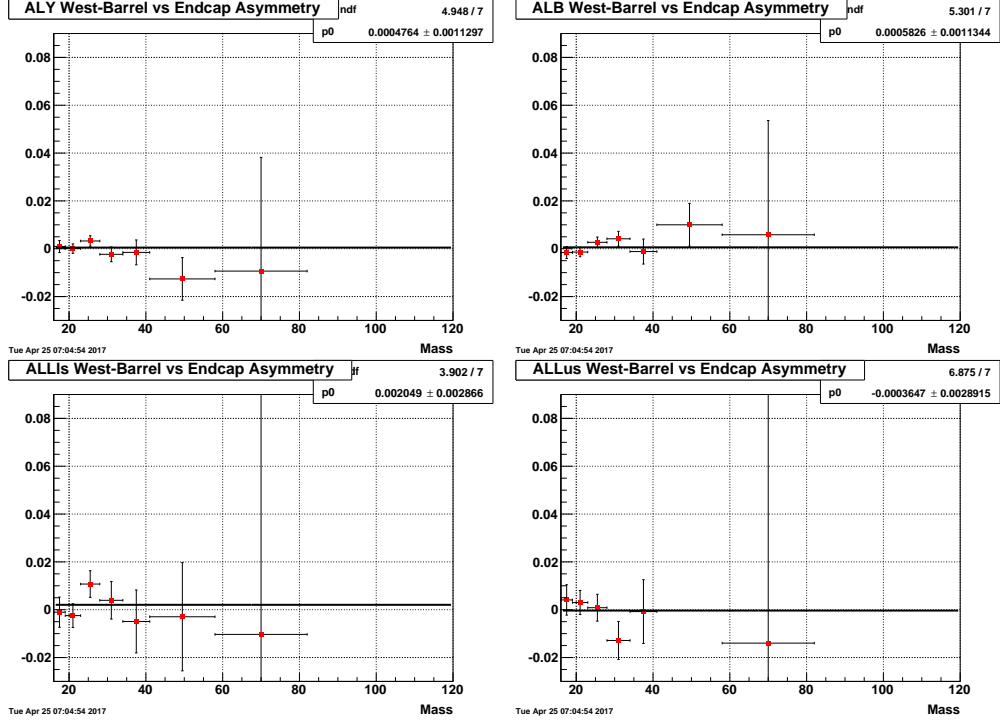 ALY West-Barrel vs Endcap Asymmetry
ndf 4.948 / 7
p0 0.0004764 ± 0.0011297
0.08
0.06
0.04
0.02
0
-0.02
20 40 60 80 100 120
Mass
Tue Apr 25 07:04:54 2017
ALB West-Barrel vs Endcap Asymmetry
ndf 5.301 / 7
p0 0.0005826 ± 0.0011344
0.08
0.06
0.04
0.02
0
-0.02
20 40 60 80 100 120
Mass
Tue Apr 25 07:04:54 2017
ALLls West-Barrel vs Endcap Asymmetry
df 3.902 / 7
p0 0.002049 ± 0.002866
0.08
0.06
0.04
0.02
0
-0.02
20 40 60 80 100 120
Mass
Tue Apr 25 07:04:54 2017
ALLus West-Barrel vs Endcap Asymmetry
6.875 / 7
p0 -0.0003647 ± 0.0028915
0.08
0.06
0.04
0.02
0
-0.02
20 40 60 80 100 120
Mass
Tue Apr 25 07:04:54 2017